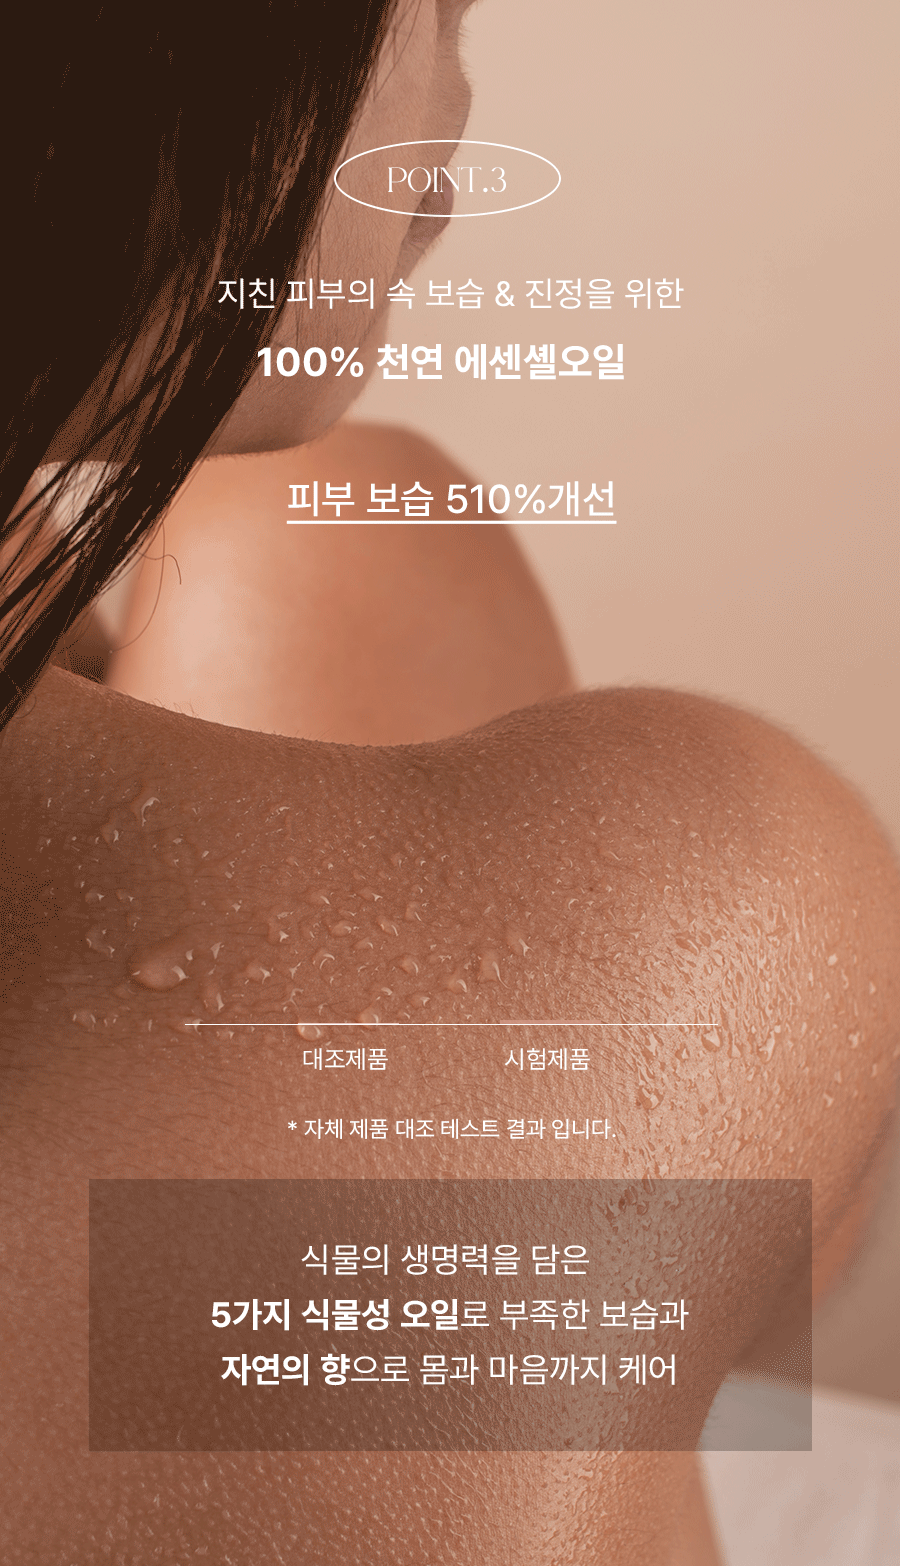 POINT.3
지친 피부의 속 보습 & 진정을 위한
100% 천연 에센셸오일
피부 보습 510%개선
대조제품 시험제품
* 자체 제품 대조 테스트 결과 입니다.
식물의 생명력을 담은
5가지 식물성 오일로 부족한 보습과
자연의 향으로 몸과 마음까지 케어